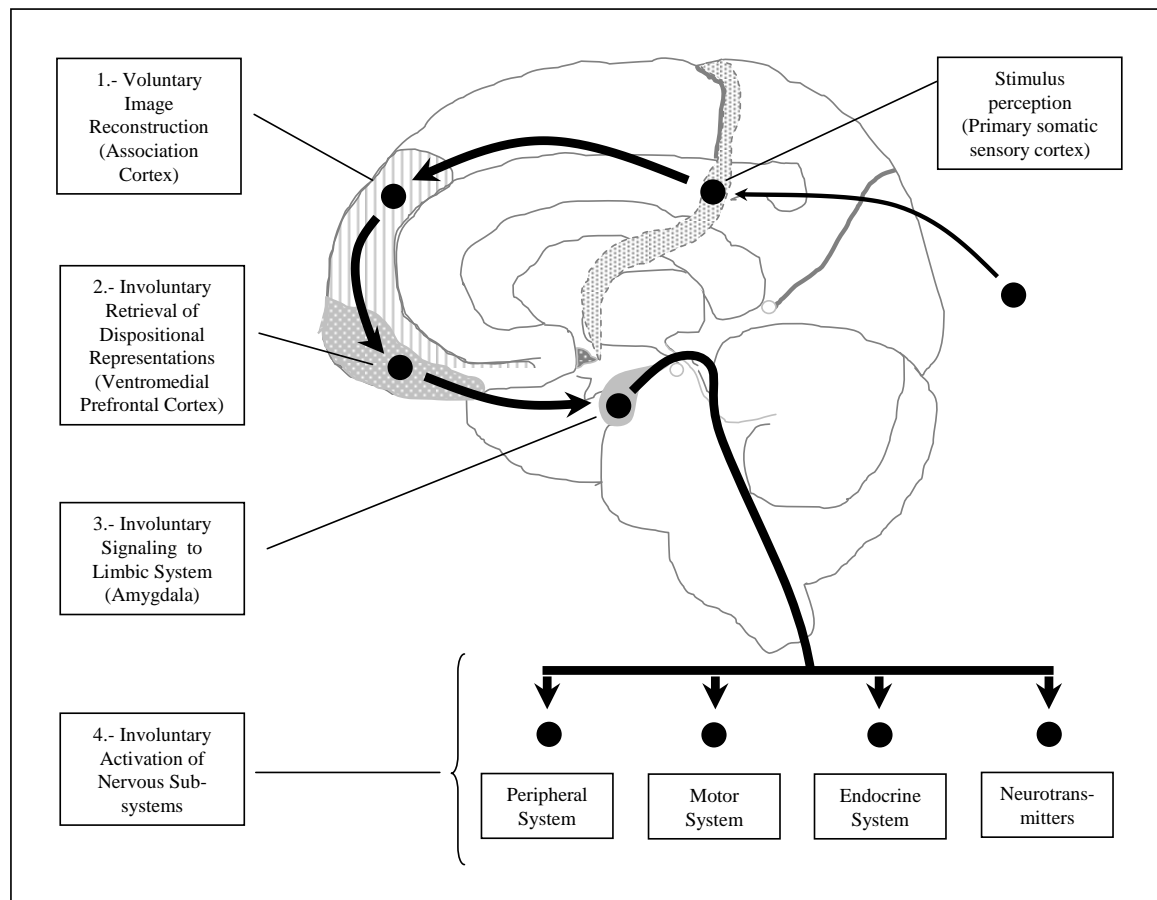 1.- Voluntary
Image
Reconstruction
(Association
Cortex)
Stimulus
perception
(Primary somatic
sensory cortex)
2.- Involuntary
Retrieval of
Dispositional
Representations
(Ventromedial
Prefrontal Cortex)
3.- Involuntary
Signaling to
Limbic System
(Amygdala)
4.- Involuntary
Activation of
Nervous Sub-
systems
Peripheral
System
Motor
System
Endocrine
System
Neurotrans-
mitters